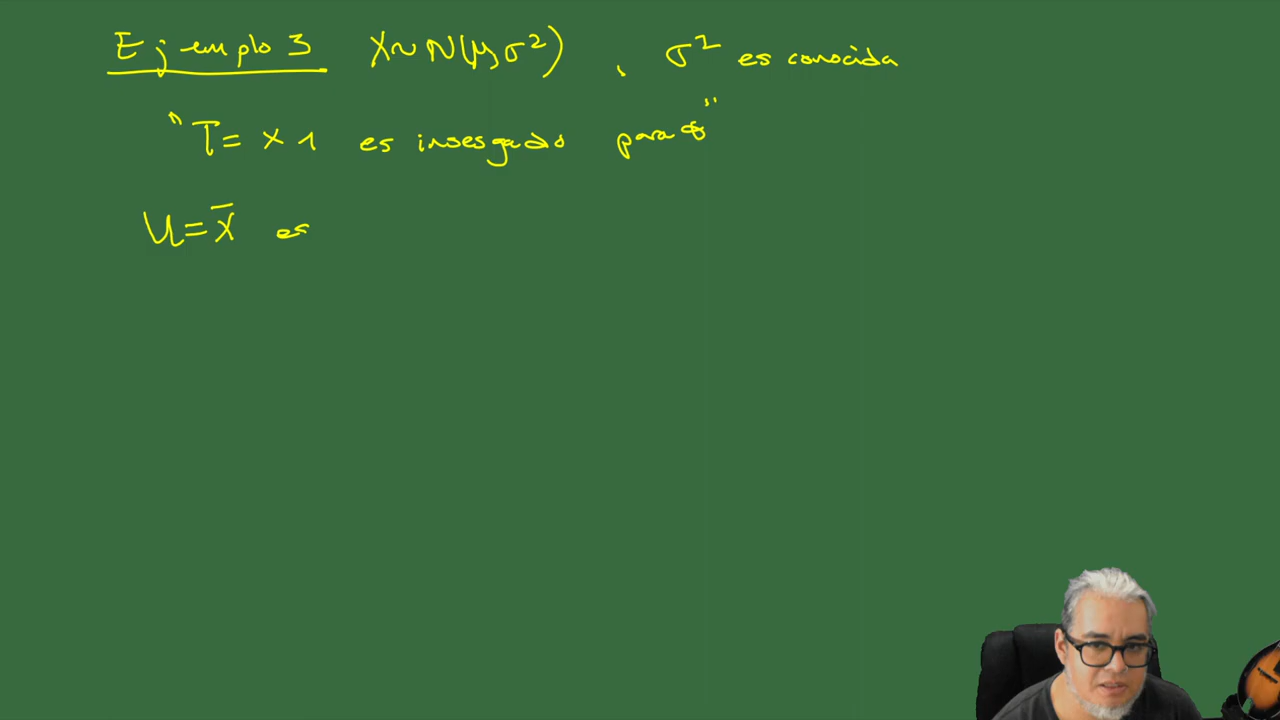 Ejemplo 3 X~N(μ,σ²) , σ² es conocida
"T= X1 es insesgado para θ"
U=X̄ es